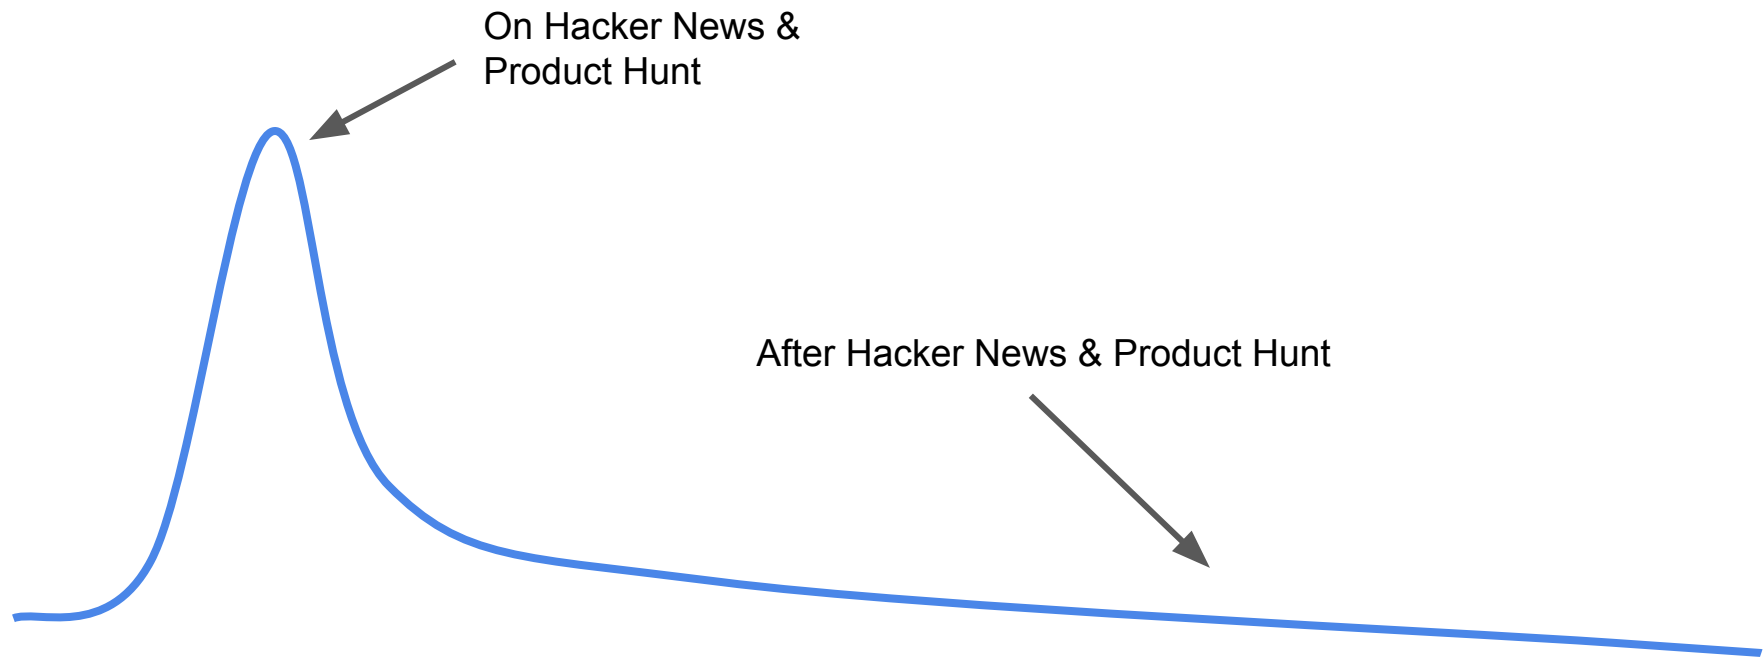 On Hacker News &
Product Hunt
After Hacker News & Product Hunt